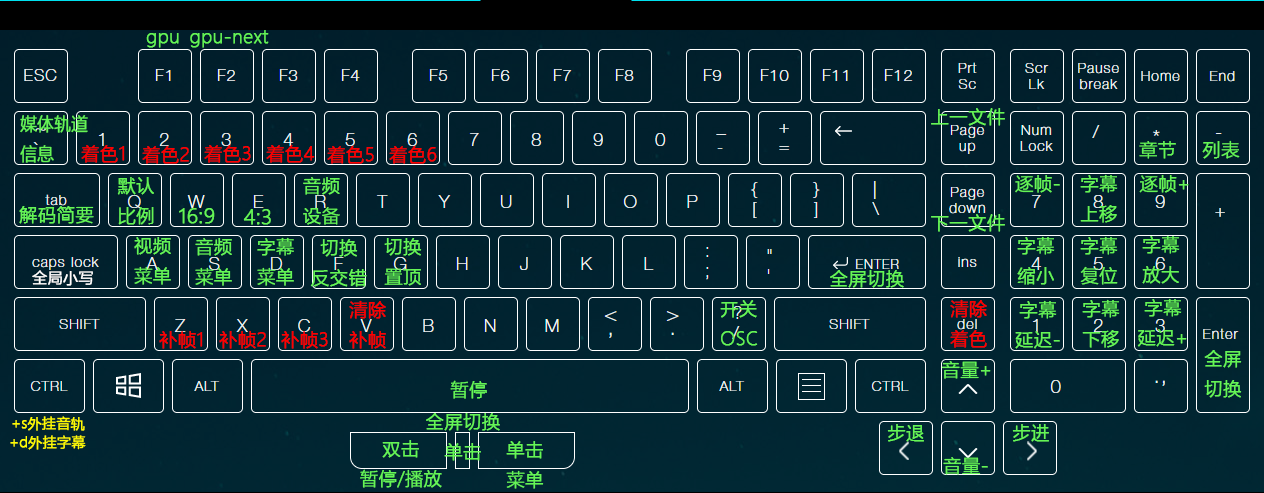 gpu gpu-next
ESC F1 F2 F3 F4 F5 F6 F7 F8 F9 F10 F11 F12 Prt Sc Scr Lk Pause break Home End
媒体轨道 信息 ~ ` 1 着色1 2 着色2 3 着色3 4 着色4 5 着色5 6 着色6 7 8 9 0 _ - + = ← 上一文件 Page up Num Lock / * 章节 - 列表
tab 解码简要 默认 Q 比例 W 16:9 E 4:3 音频 R 设备 T Y U I O P { [ } ] | \ Page down 下一文件 逐帧- 7 字幕 8 上移 逐帧+ 9 +
caps lock 全局小写 视频 A 菜单 音频 S 菜单 字幕 D 菜单 切换 F 反交错 切换 G 置顶 H J K L : ; " ' ↵ ENTER 全屏切换 ins 字幕 4 缩小 字幕 5 复位 字幕 6 放大
SHIFT Z 补帧1 X 补帧2 C 补帧3 清除 V 补帧 B N M < , > . 开关 ? / OSC SHIFT 清除 del 着色 字幕 1 延迟- 字幕 2 下移 字幕 3 延迟+ Enter 全屏 切换
CTRL ALT 暂停 ALT CTRL 音量+ 0 .,
+s外挂音轨
+d外挂字幕
全屏切换
双击 单击 单击 步退 步进
暂停/播放 菜单 音量-